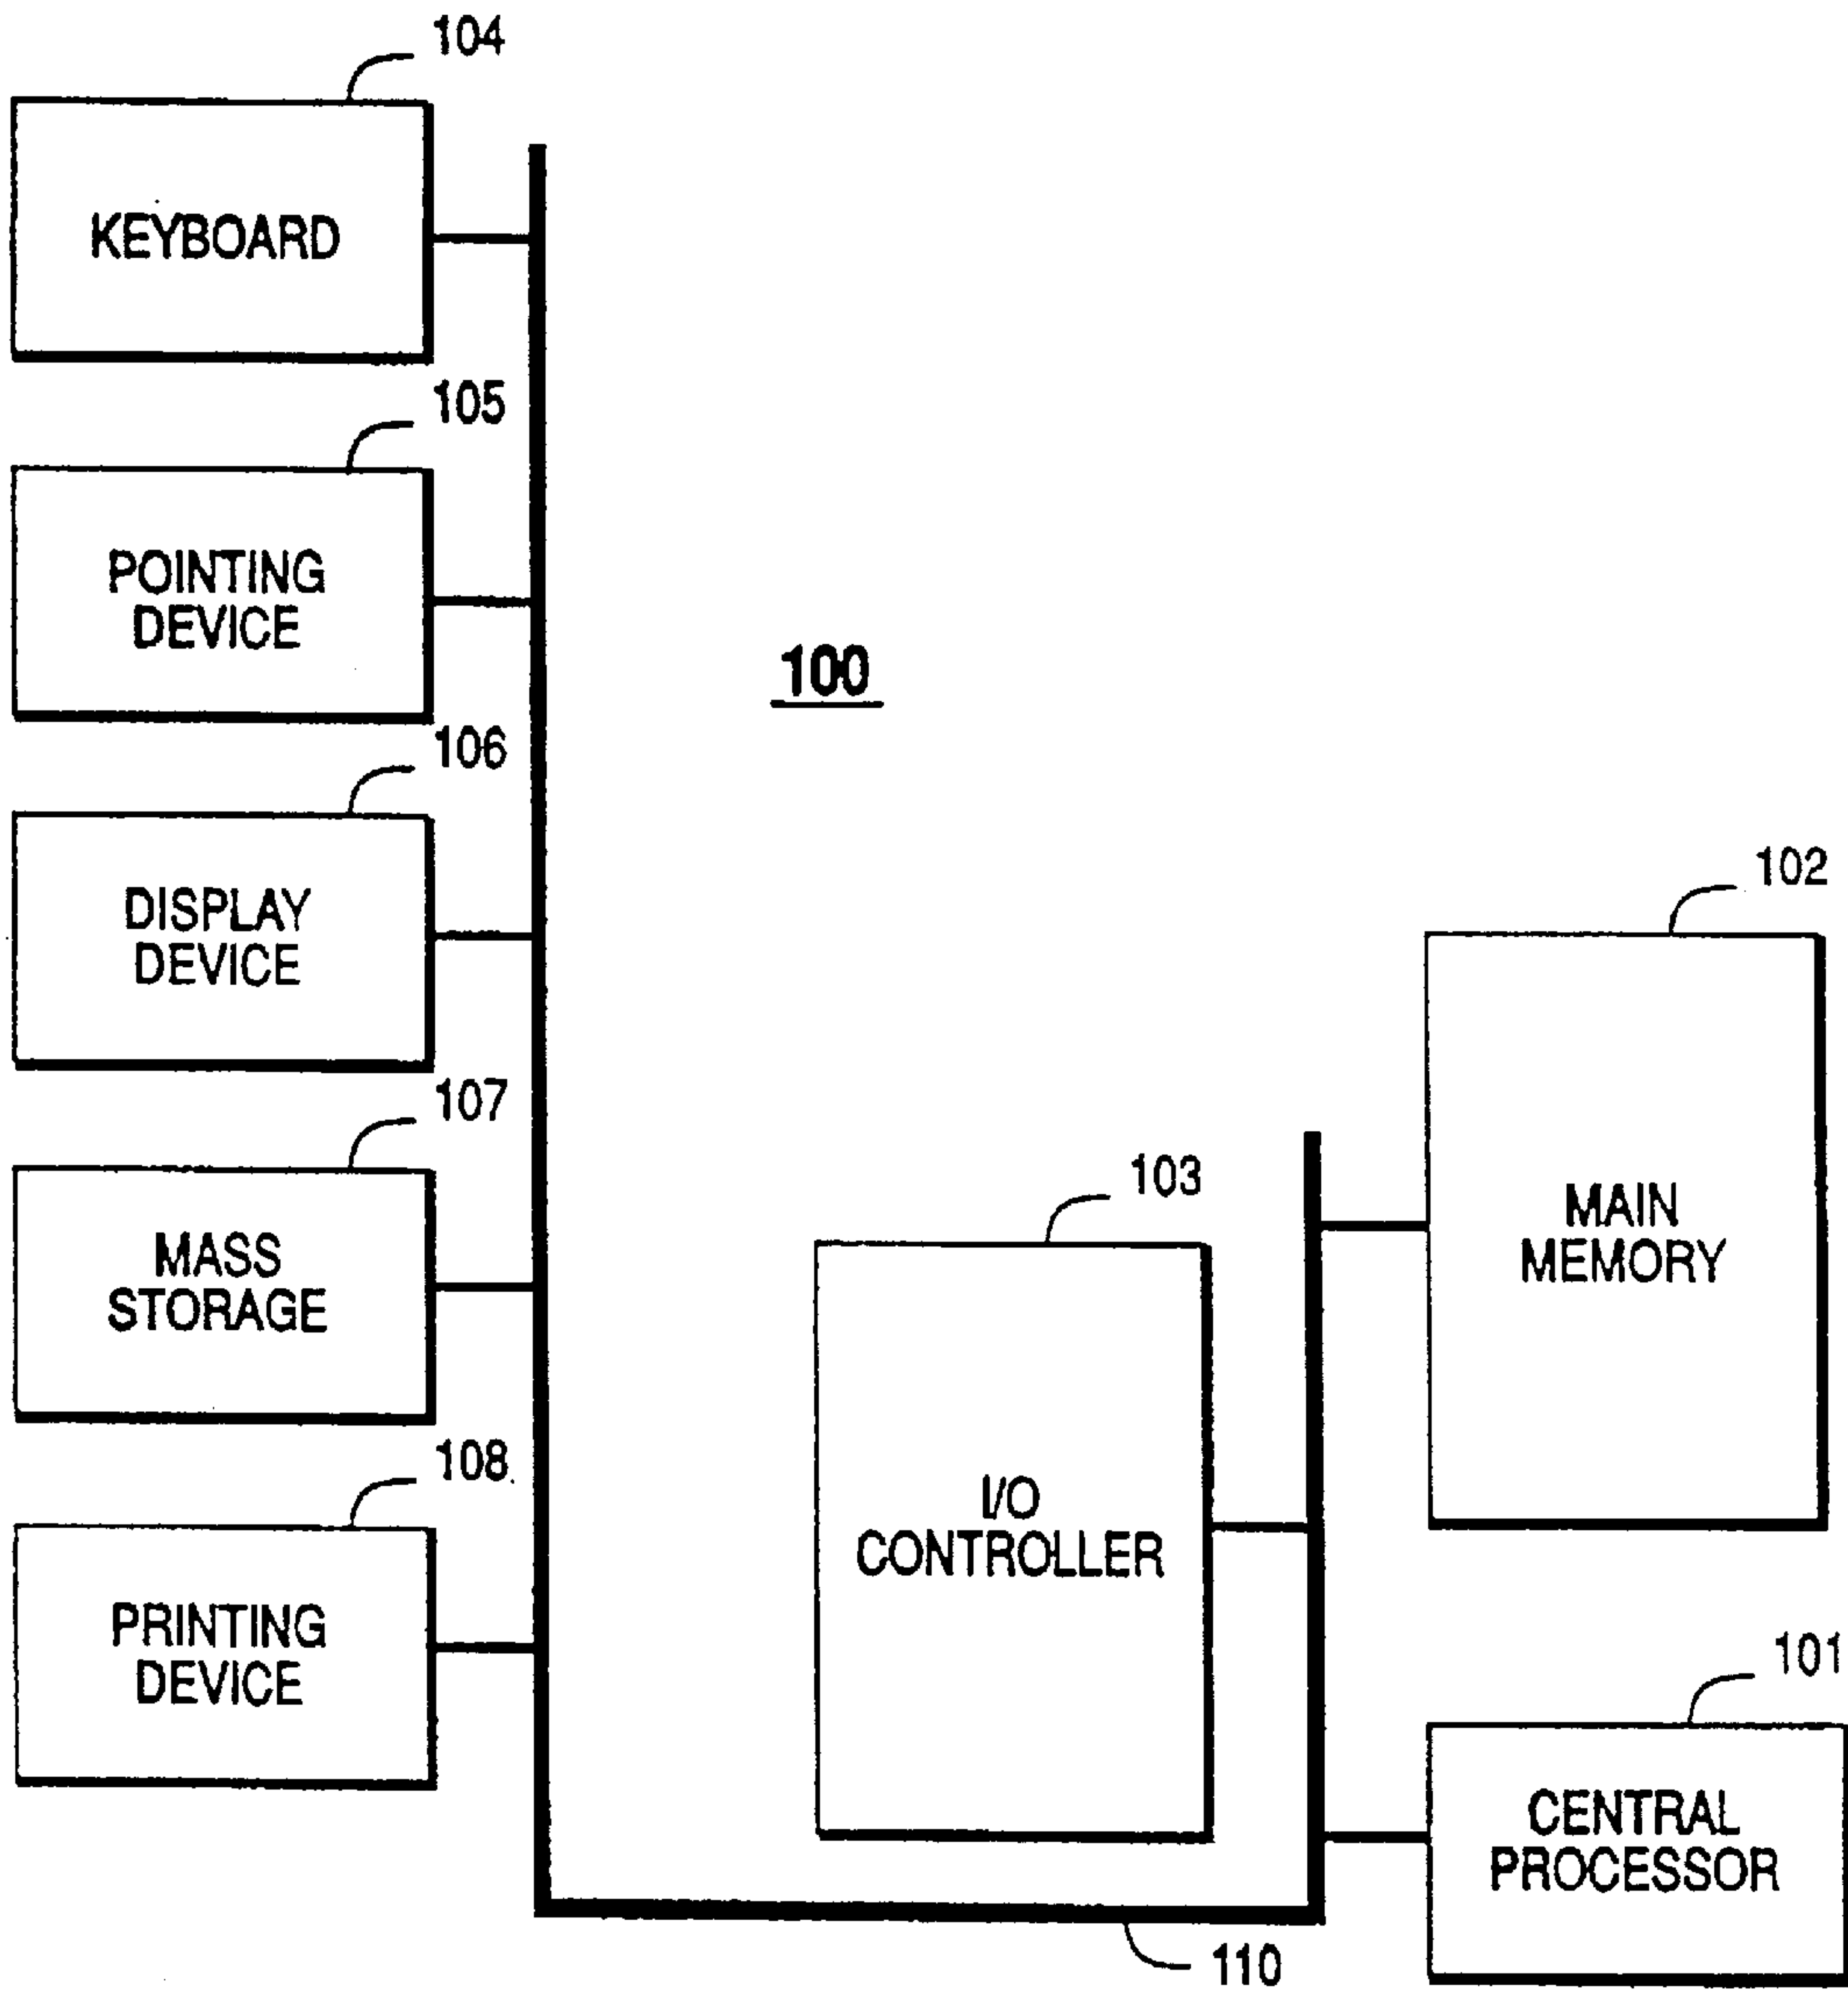 104
KEYBOARD
105
POINTING
DEVICE
100
106
DISPLAY
DEVICE
102
107
MASS
STORAGE
103
MAIN
MEMORY
108
I/O
CONTROLLER
PRINTING
DEVICE
101
CENTRAL
PROCESSOR
110